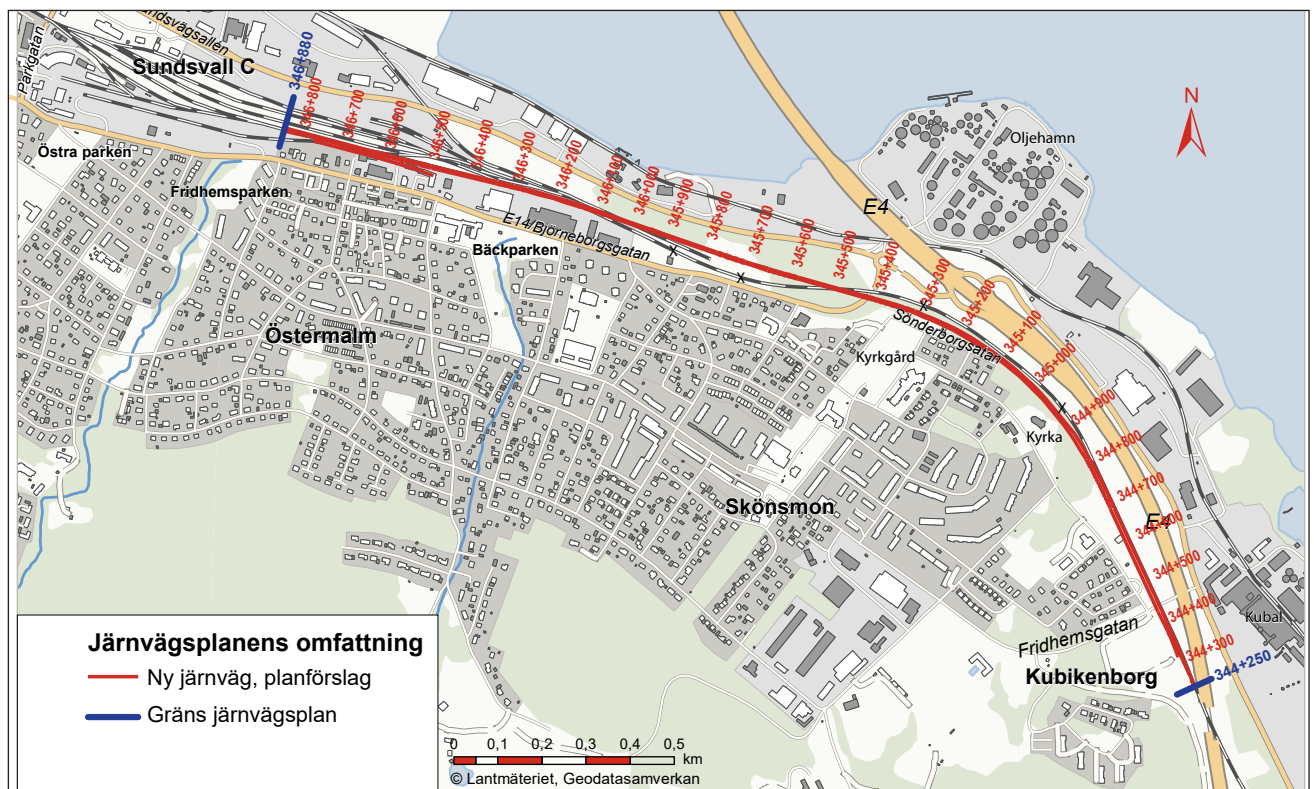 Landsvägsallén
Parkgatan
Sundsvall C
346+880
346+800
346+700
346+600
346+500
346+400
346+300
346+200
346+100
346+000
345+900
345+800
345+700
345+600
345+500
345+400
345+300
345+200
345+100
345+000
344+900
344+800
344+700
344+600
344+500
344+400
344+300
344+250
N
Oljehamn
E4
Östra parken
Fridhemsparken
E14/Björneborgsgatan
Bäckparken
Östermalm
Sönderborgsgatan
Kyrkgård
Kyrka
Skönsmon
E4
Kubal
Fridhemsgatan
Kubikenborg
Järnvägsplanens omfattning
Ny järnväg, planförslag
Gräns järnvägsplan
0 0,1 0,2 0,3 0,4 0,5
km
© Lantmäteriet, Geodatasamverkan